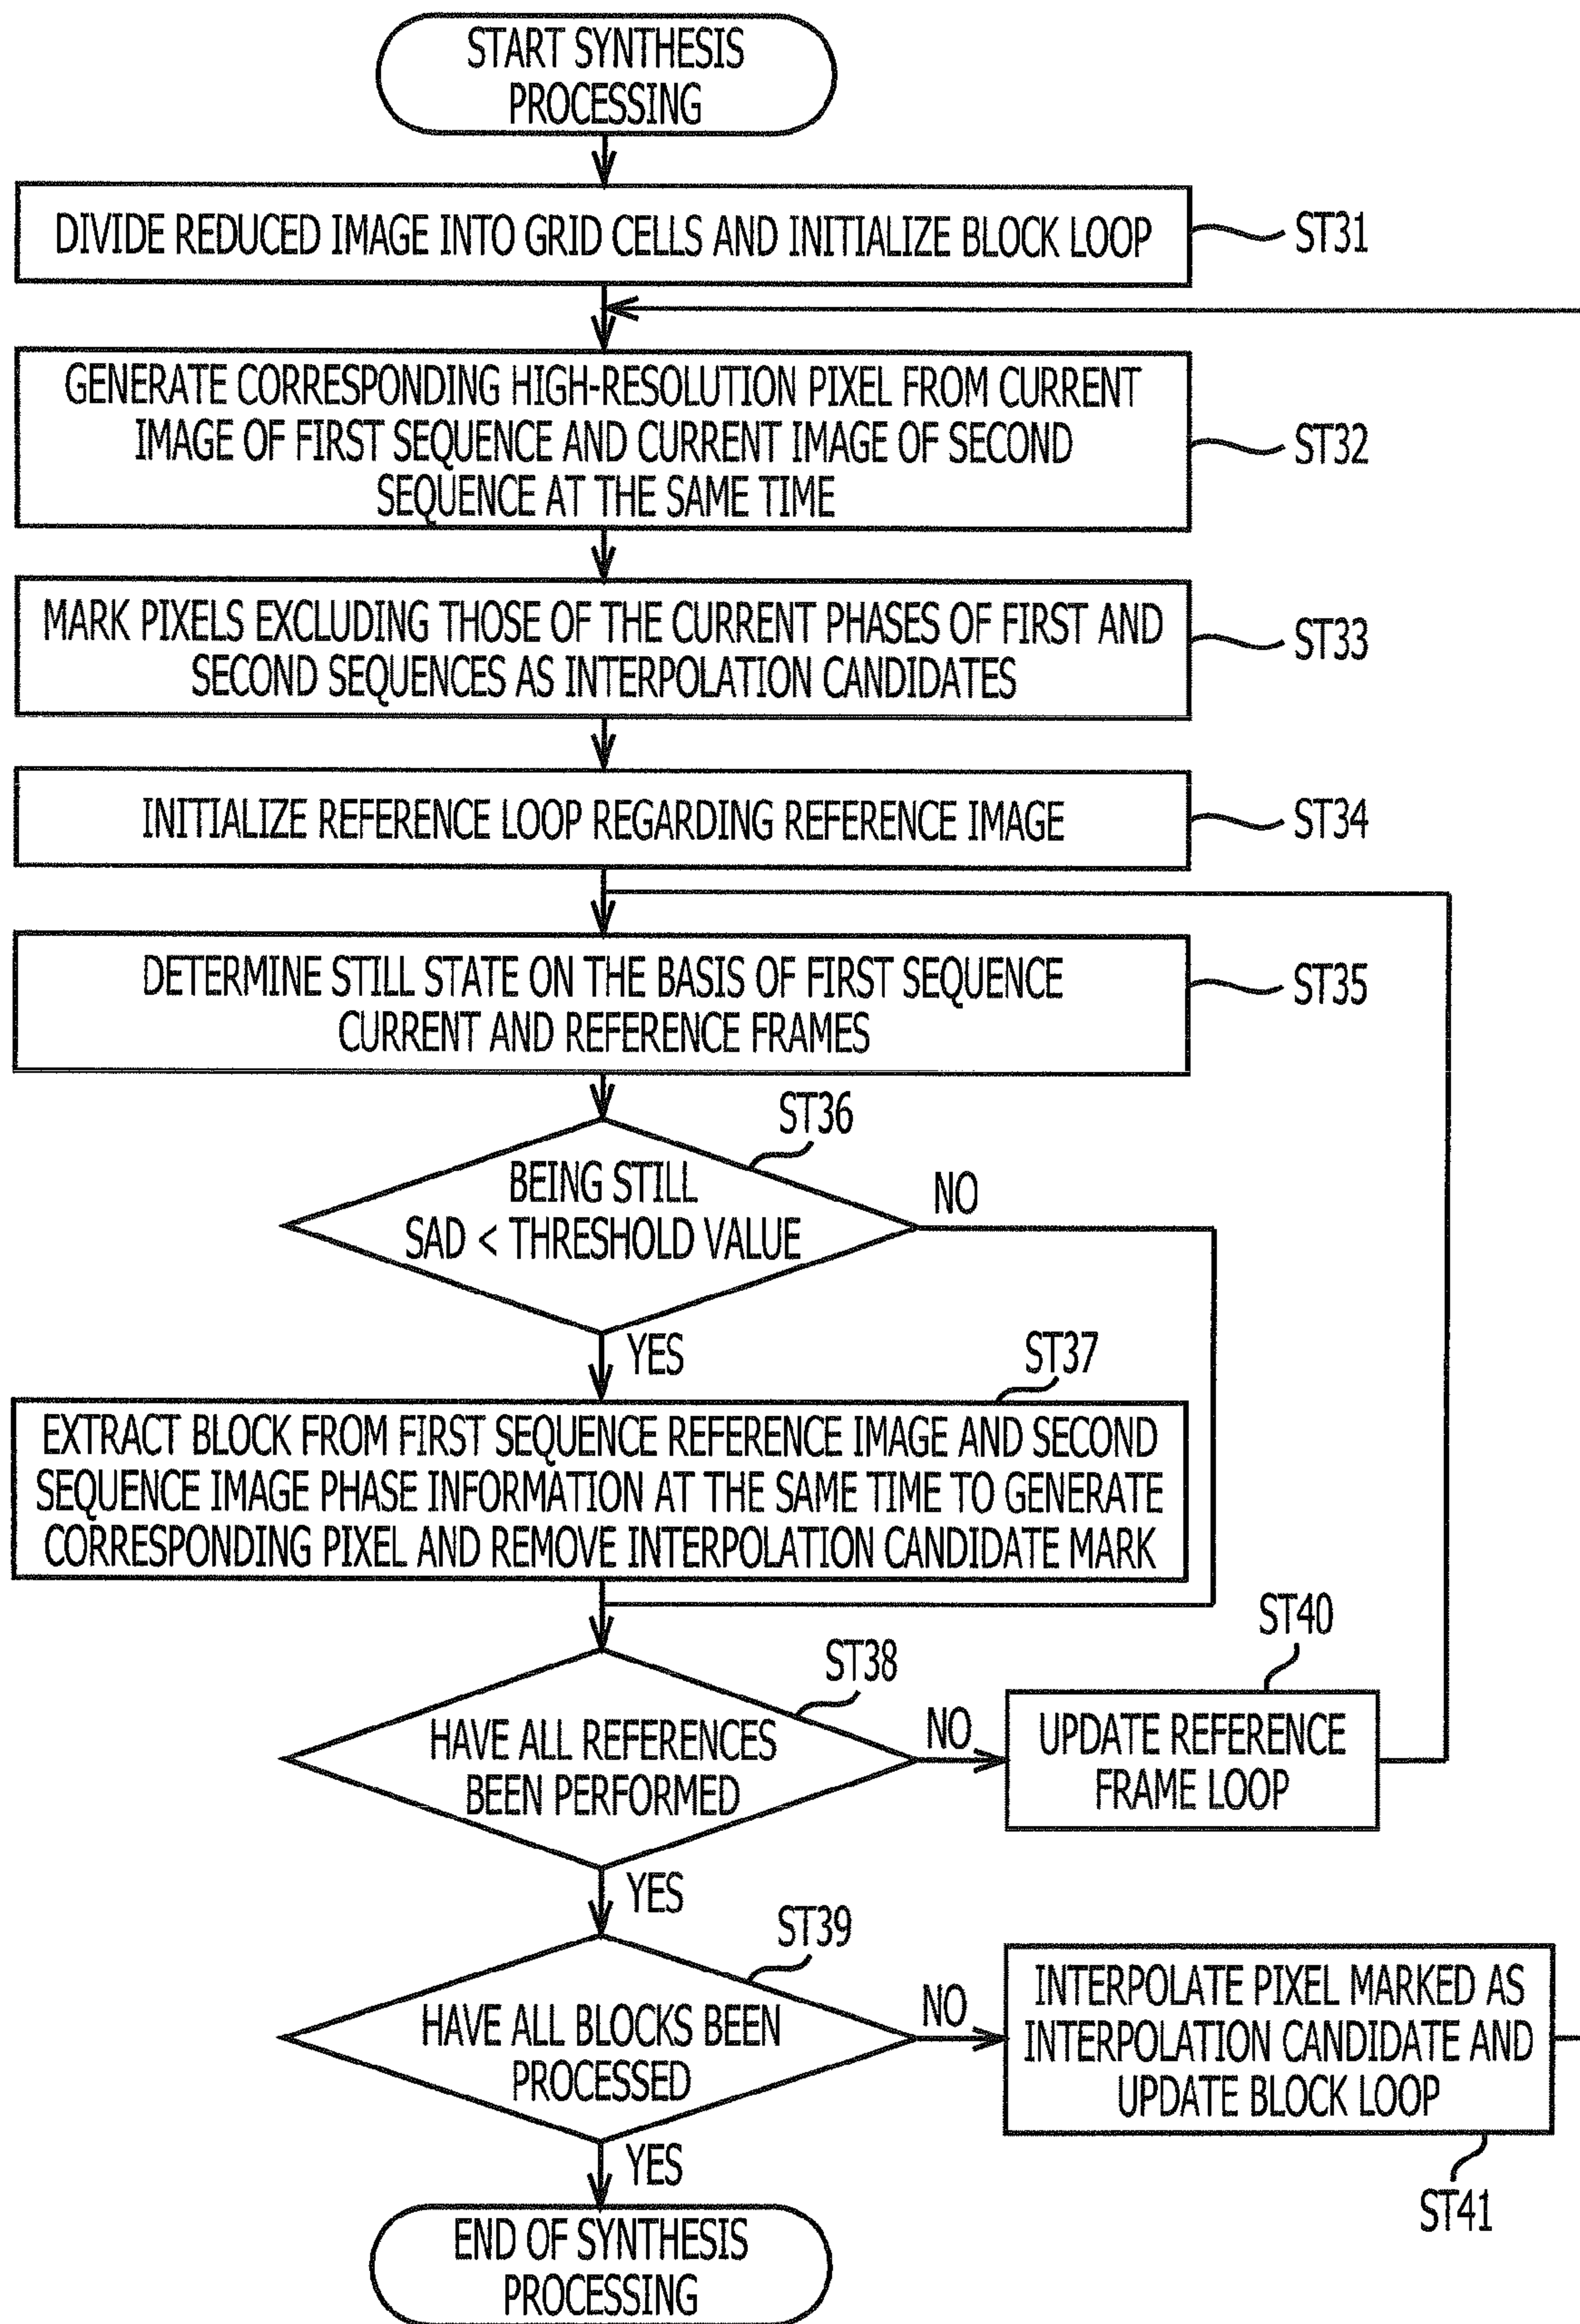 START SYNTHESIS
PROCESSING
DIVIDE REDUCED IMAGE INTO GRID CELLS AND INITIALIZE BLOCK LOOP
ST31
GENERATE CORRESPONDING HIGH-RESOLUTION PIXEL FROM CURRENT
IMAGE OF FIRST SEQUENCE AND CURRENT IMAGE OF SECOND
SEQUENCE AT THE SAME TIME
ST32
MARK PIXELS EXCLUDING THOSE OF THE CURRENT PHASES OF FIRST AND
SECOND SEQUENCES AS INTERPOLATION CANDIDATES
ST33
INITIALIZE REFERENCE LOOP REGARDING REFERENCE IMAGE
ST34
DETERMINE STILL STATE ON THE BASIS OF FIRST SEQUENCE
CURRENT AND REFERENCE FRAMES
ST35
ST36
BEING STILL
SAD < THRESHOLD VALUE
NO
YES
ST37
EXTRACT BLOCK FROM FIRST SEQUENCE REFERENCE IMAGE AND SECOND
SEQUENCE IMAGE PHASE INFORMATION AT THE SAME TIME TO GENERATE
CORRESPONDING PIXEL AND REMOVE INTERPOLATION CANDIDATE MARK
ST38
HAVE ALL REFERENCES
BEEN PERFORMED
NO
ST40
UPDATE REFERENCE
FRAME LOOP
YES
ST39
HAVE ALL BLOCKS BEEN
PROCESSED
NO
INTERPOLATE PIXEL MARKED AS
INTERPOLATION CANDIDATE AND
UPDATE BLOCK LOOP
ST41
YES
END OF SYNTHESIS
PROCESSING